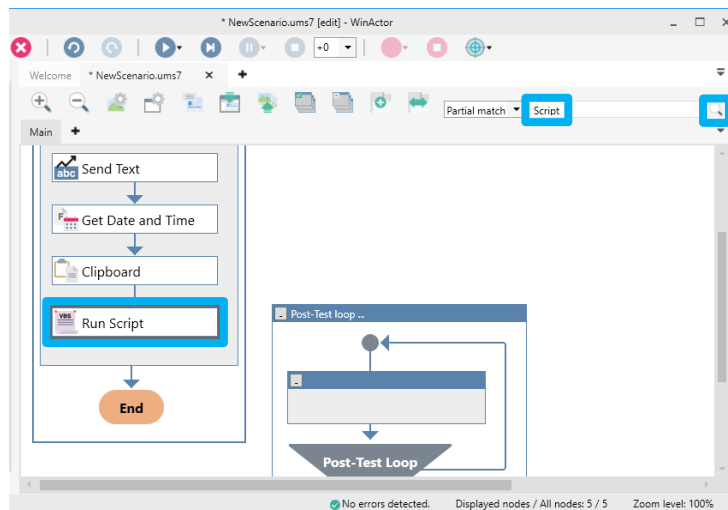 * NewScenario.ums7 [edit] - WinActor
+0
Welcome * NewScenario.ums7
Partial match Script
Main
abc Send Text
F Get Date and Time
Clipboard
VBS Run Script
Post-Test loop ...
End
Post-Test Loop
No errors detected. Displayed nodes / All nodes: 5 / 5 Zoom level: 100%